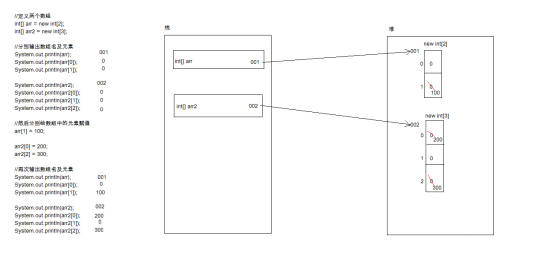 //定义两个数组
int[] arr = new int[2];
int[] arr2 = new int[3];
//分别输出数组名及元素
System.out.println(arr); 001
System.out.println(arr[0]); 0
System.out.println(arr[1]); 0
System.out.println(arr2); 002
System.out.println(arr2[0]); 0
System.out.println(arr2[1]); 0
System.out.println(arr2[2]); 0
//然后分别给数组中的元素赋值
arr[1] = 100;
arr2[0] = 200;
arr2[2] = 300;
//再次输出数组名及元素
System.out.println(arr); 001
System.out.println(arr[0]); 0
System.out.println(arr[1]); 100
System.out.println(arr2); 002
System.out.println(arr2[0]); 200
System.out.println(arr2[1]); 0
System.out.println(arr2[2]); 300
栈
int[] arr 001
int[] arr2 002
堆
new int[2]
001
0 0
1 0
100
new int[3]
002
0 0
200
1 0
2 0
300